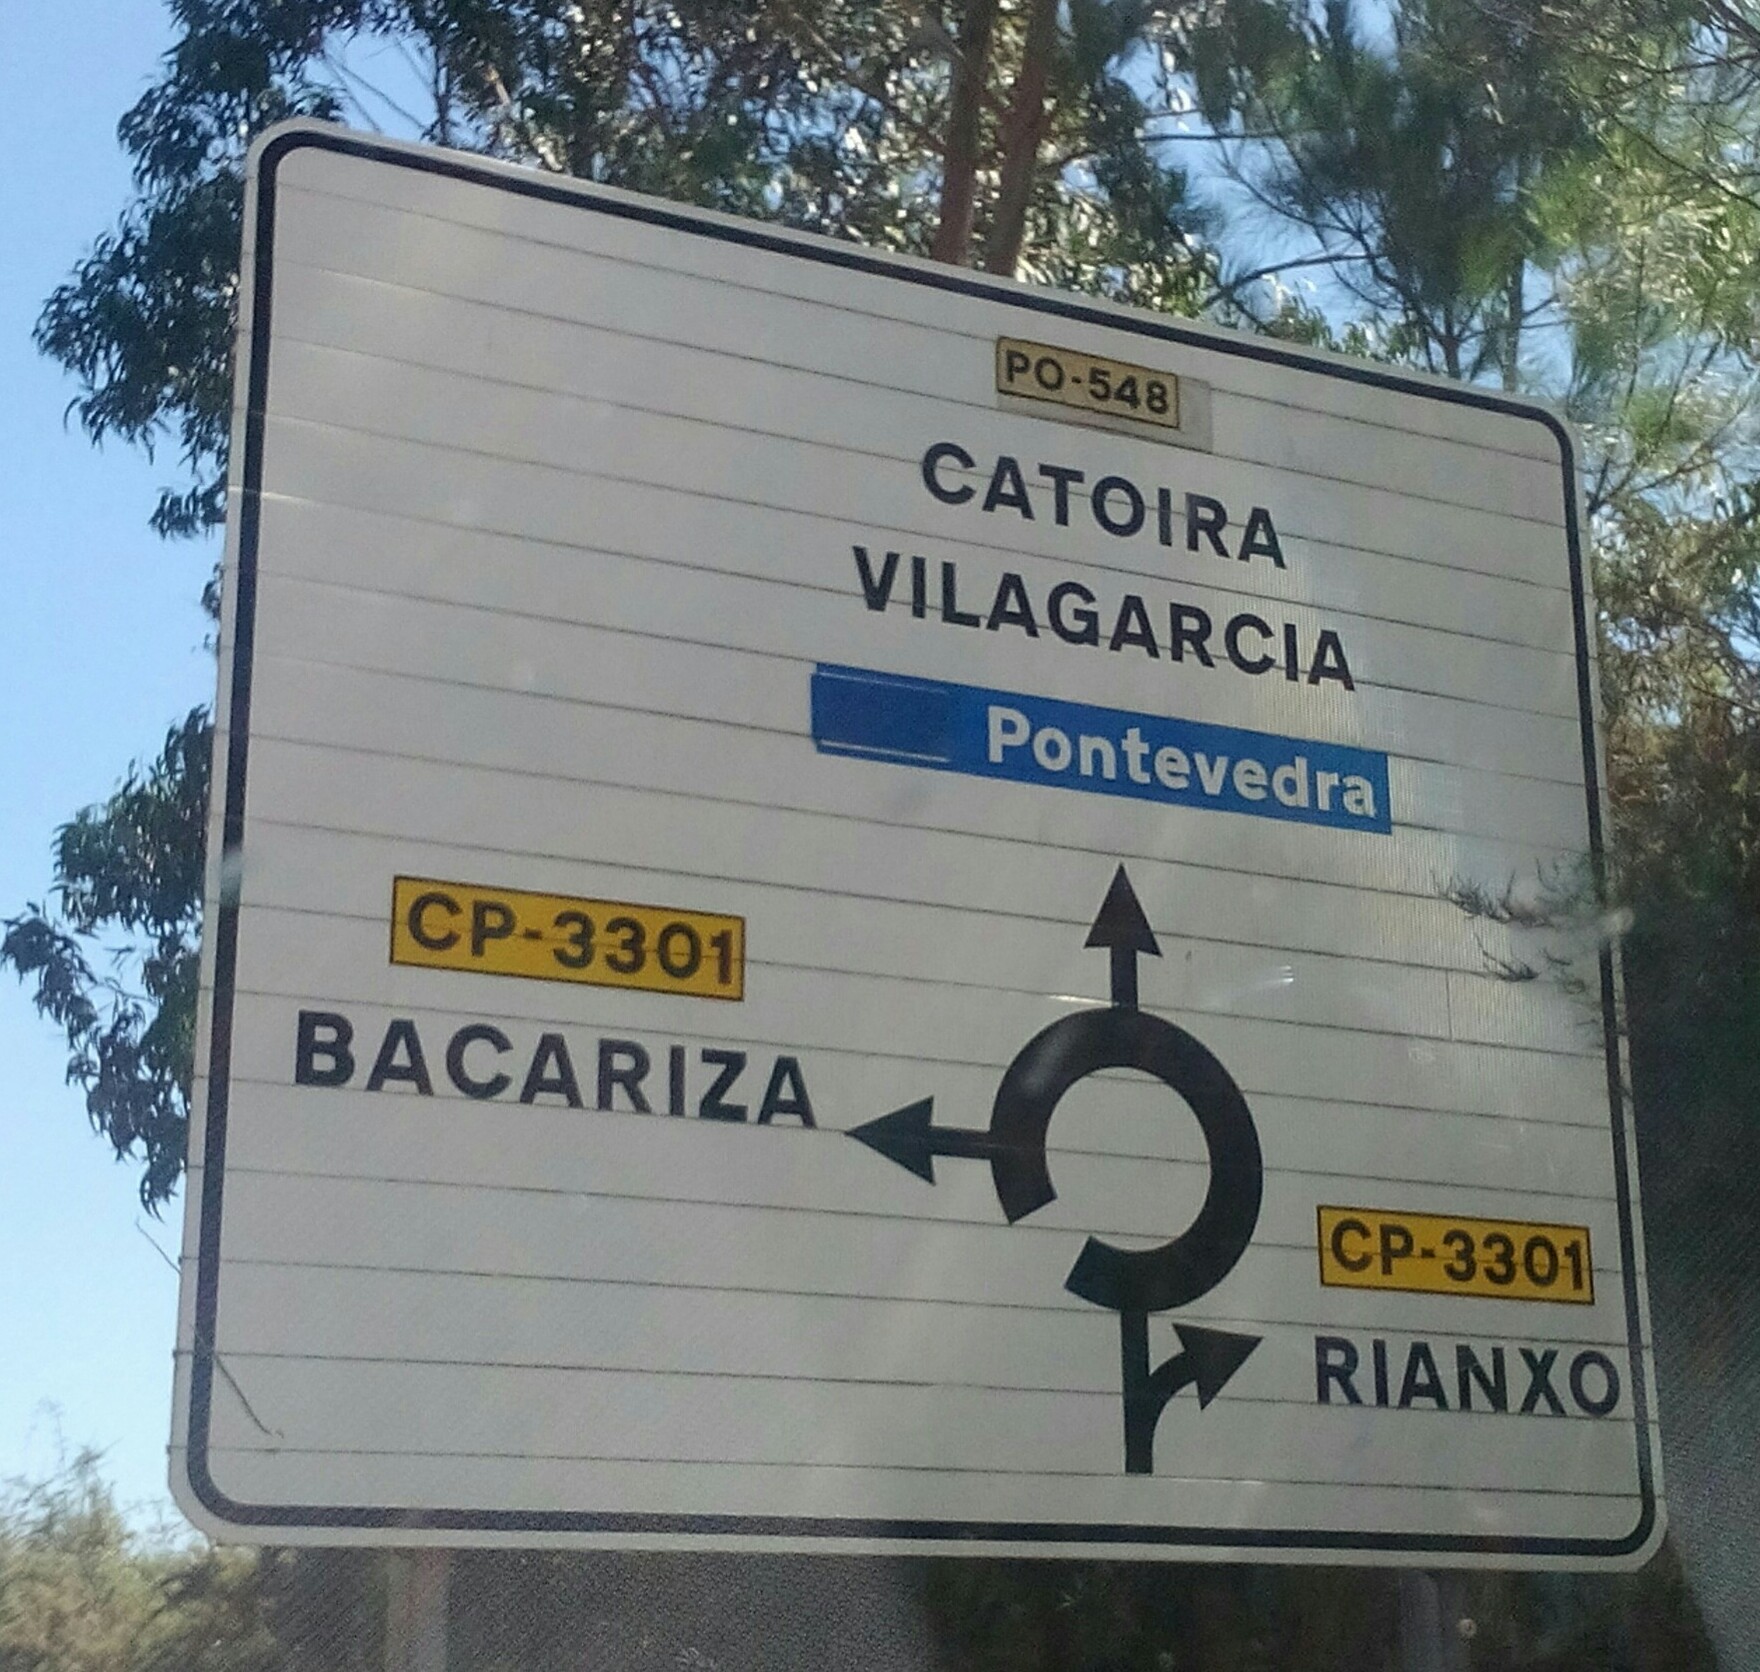 PO-548
CATOIRA
VILAGARCIA
Pontevedra
CP-3301
BACARIZA
CP-3301
RIANXO